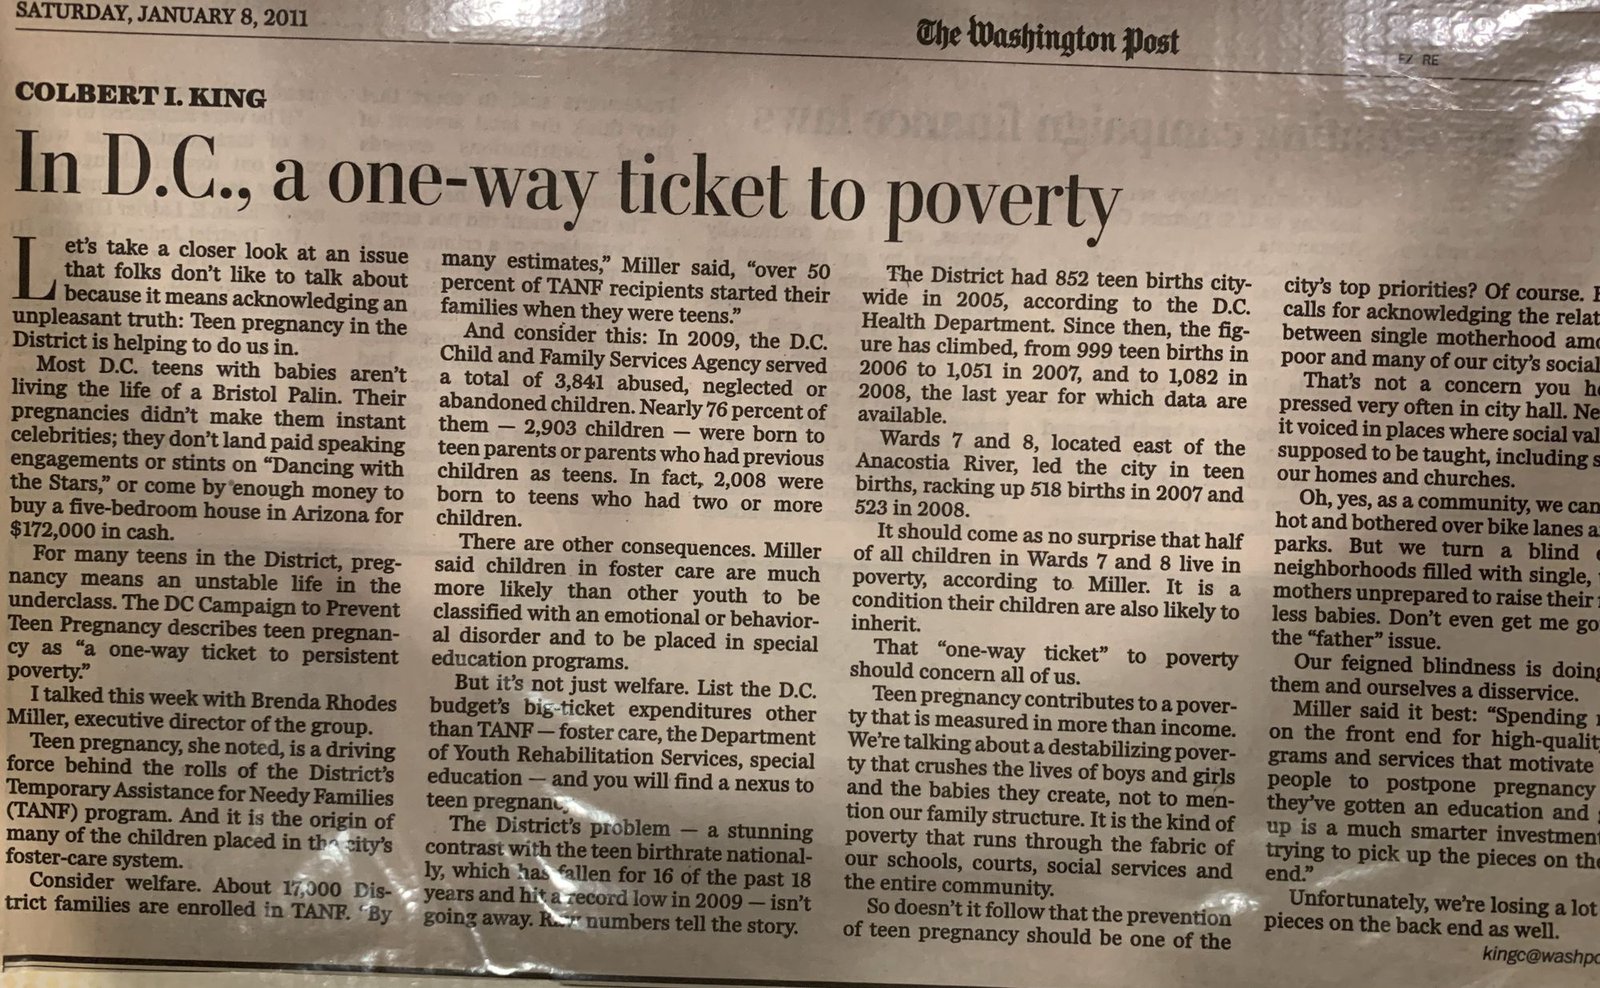 SATURDAY, JANUARY 8, 2011
The Washington Post
EZ RE
COLBERT I. KING
In D.C., a one-way ticket to poverty
Let's take a closer look at an issue
that folks don't like to talk about
because it means acknowledging an
unpleasant truth: Teen pregnancy in the
District is helping to do us in.
Most D.C. teens with babies aren't
living the life of a Bristol Palin. Their
pregnancies didn't make them instant
celebrities; they don't land paid speaking
engagements or stints on "Dancing with
the Stars," or come by enough money to
buy a five-bedroom house in Arizona for
$172,000 in cash.
For many teens in the District, preg-
nancy means an unstable life in the
underclass. The DC Campaign to Prevent
Teen Pregnancy describes teen pregnan-
cy as "a one-way ticket to persistent
poverty."
I talked this week with Brenda Rhodes
Miller, executive director of the group.
Teen pregnancy, she noted, is a driving
force behind the rolls of the District's
Temporary Assistance for Needy Families
(TANF) program. And it is the origin of
many of the children placed in the city's
foster-care system.
Consider welfare. About 17,000 Dis-
trict families are enrolled in TANF. "By
many estimates," Miller said, "over 50
percent of TANF recipients started their
families when they were teens."
And consider this: In 2009, the D.C.
Child and Family Services Agency served
a total of 3,841 abused, neglected or
abandoned children. Nearly 76 percent of
them — 2,903 children — were born to
teen parents or parents who had previous
children as teens. In fact, 2,008 were
born to teens who had two or more
children.
There are other consequences. Miller
said children in foster care are much
more likely than other youth to be
classified with an emotional or behavior-
al disorder and to be placed in special
education programs.
But it's not just welfare. List the D.C.
budget's big-ticket expenditures other
than TANF — foster care, the Department
of Youth Rehabilitation Services, special
education — and you will find a nexus to
teen pregnanc
The District's problem — a stunning
contrast with the teen birthrate national-
ly, which has fallen for 16 of the past 18
years and hit a record low in 2009 — isn't
going away. Raw numbers tell the story.
The District had 852 teen births city-
wide in 2005, according to the D.C.
Health Department. Since then, the fig-
ure has climbed, from 999 teen births in
2006 to 1,051 in 2007, and to 1,082 in
2008, the last year for which data are
available.
Wards 7 and 8, located east of the
Anacostia River, led the city in teen
births, racking up 518 births in 2007 and
523 in 2008.
It should come as no surprise that half
of all children in Wards 7 and 8 live in
poverty, according to Miller. It is a
condition their children are also likely to
inherit.
That "one-way ticket" to poverty
should concern all of us.
Teen pregnancy contributes to a pover-
ty that is measured in more than income.
We're talking about a destabilizing pover-
ty that crushes the lives of boys and girls
and the babies they create, not to men-
tion our family structure. It is the kind of
poverty that runs through the fabric of
our schools, courts, social services and
the entire community.
So doesn't it follow that the prevention
of teen pregnancy should be one of the
city's top priorities? Of course.
calls for acknowledging the relat
between single motherhood amo
poor and many of our city's social
That's not a concern you he
pressed very often in city hall. Ne
it voiced in places where social val
supposed to be taught, including s
our homes and churches.
Oh, yes, as a community, we can
hot and bothered over bike lanes a
parks. But we turn a blind
neighborhoods filled with single,
mothers unprepared to raise their
less babies. Don't even get me go
the "father" issue.
Our feigned blindness is doing
them and ourselves a disservice.
Miller said it best: "Spending
on the front end for high-qualit
grams and services that motivate
people to postpone pregnancy
they've gotten an education and
up is a much smarter investment
trying to pick up the pieces on the
end."
Unfortunately, we're losing a lot
pieces on the back end as well.
kingc@washpo